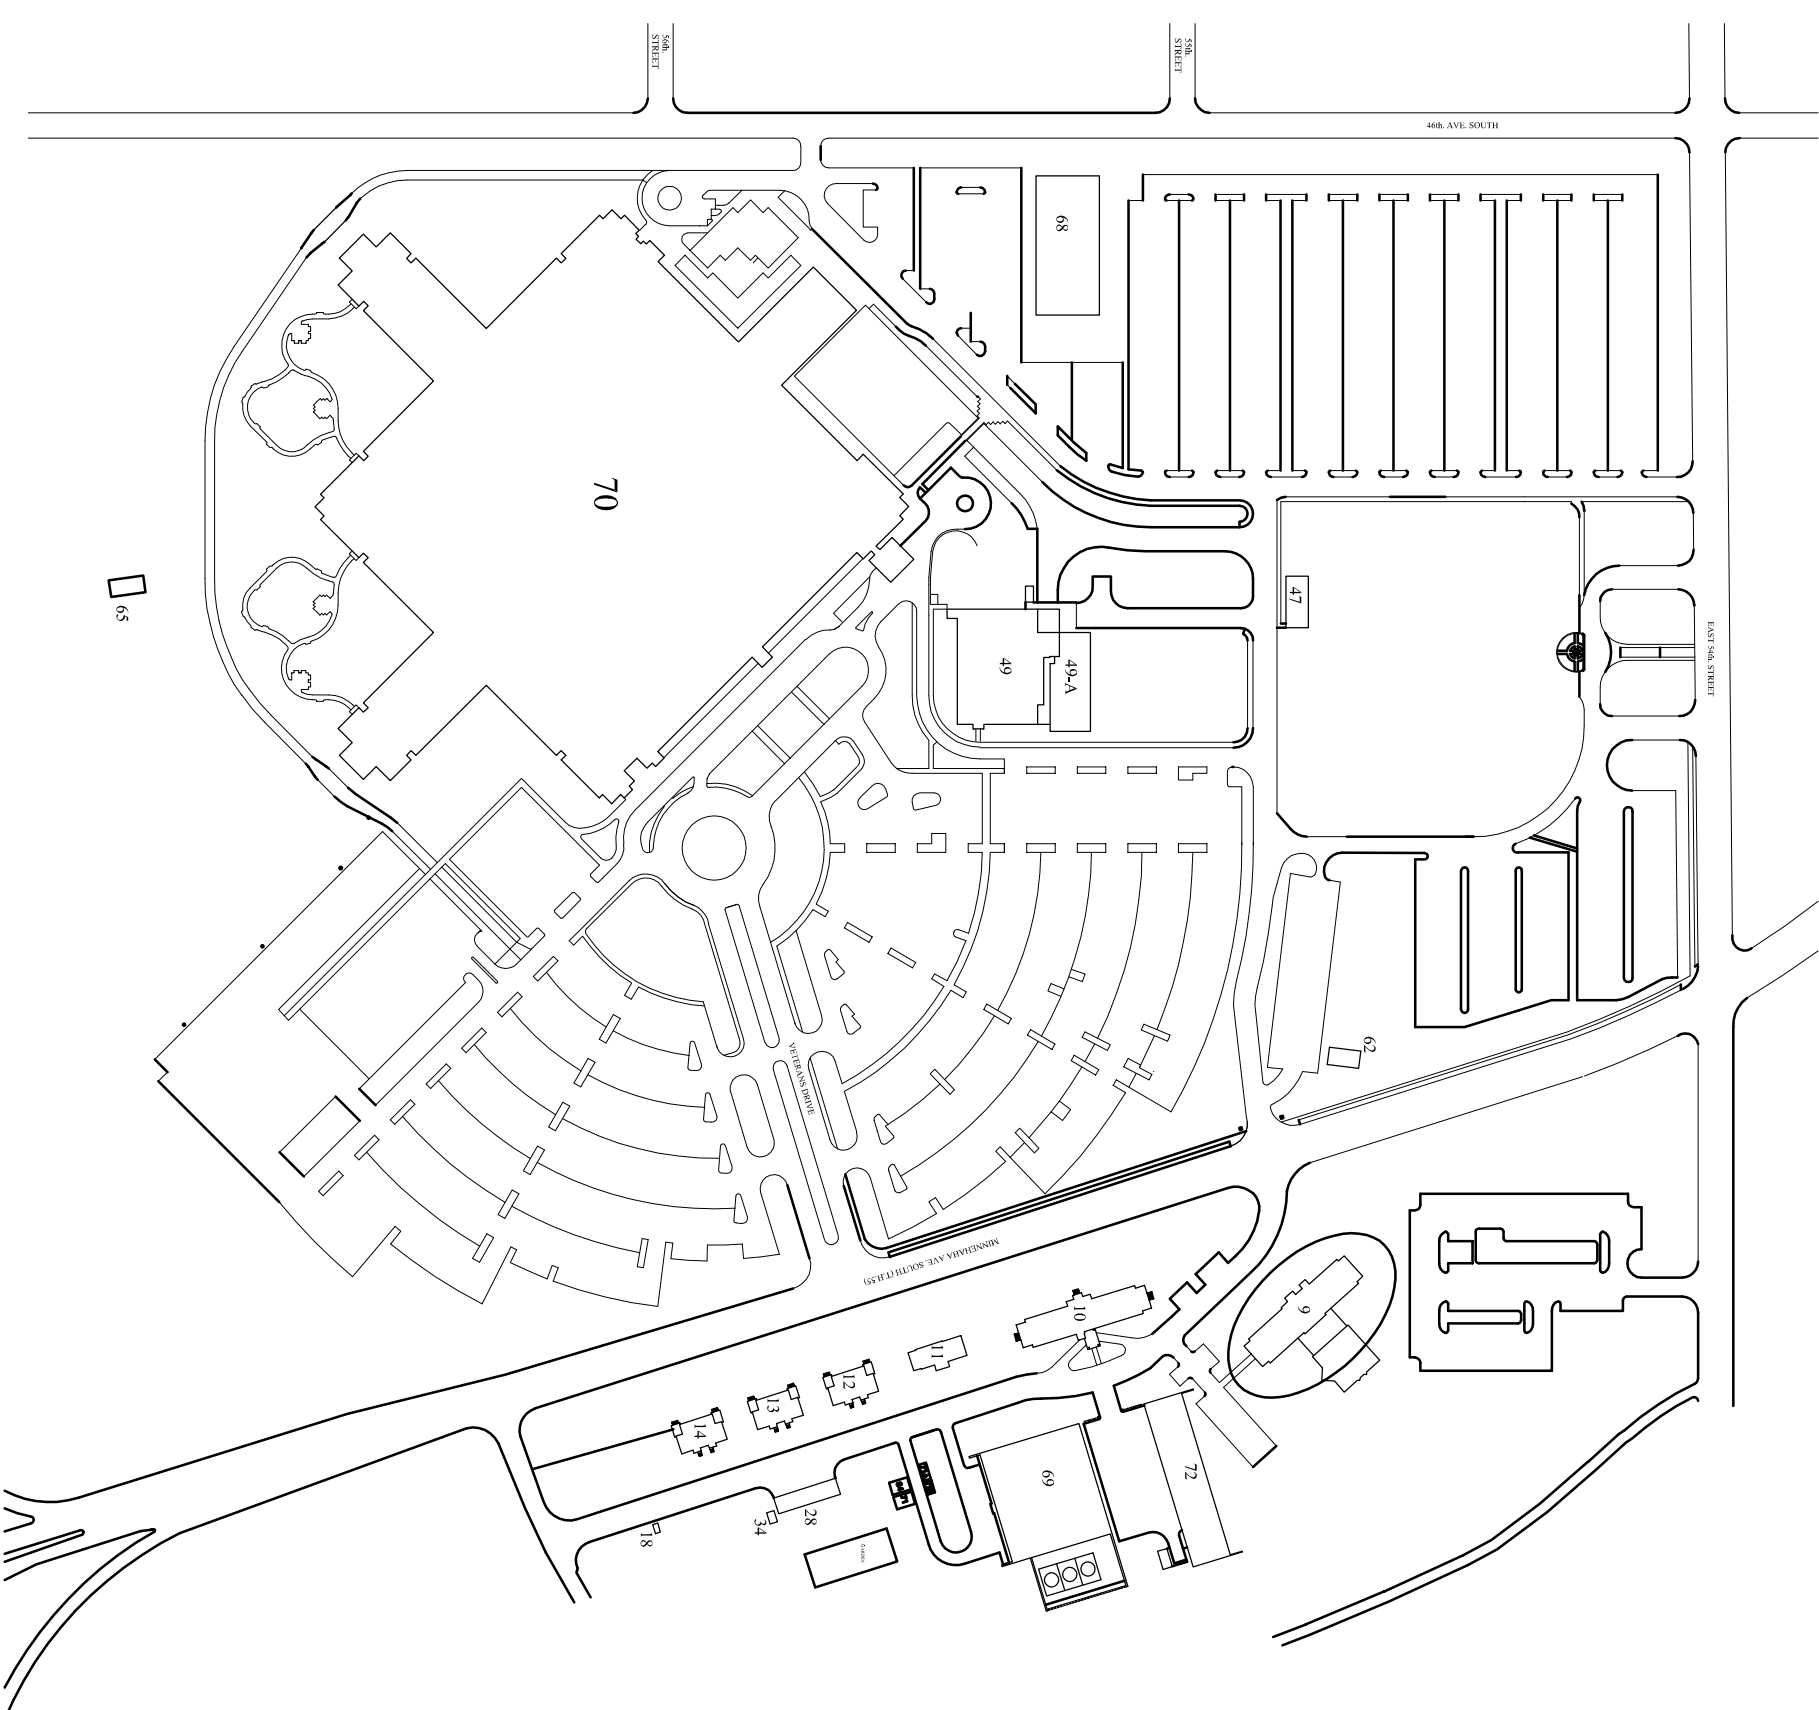 56th.
STREET
55th.
STREET
46th. AVE. SOUTH
68
70
65
47
49
49-A
EAST 54th. STREET
62
VETERANS DRIVE
MINNEHAHA AVE. SOUTH (T.H.55)
10
9
11
12
13
14
69
72
28
34
18
GARDEN